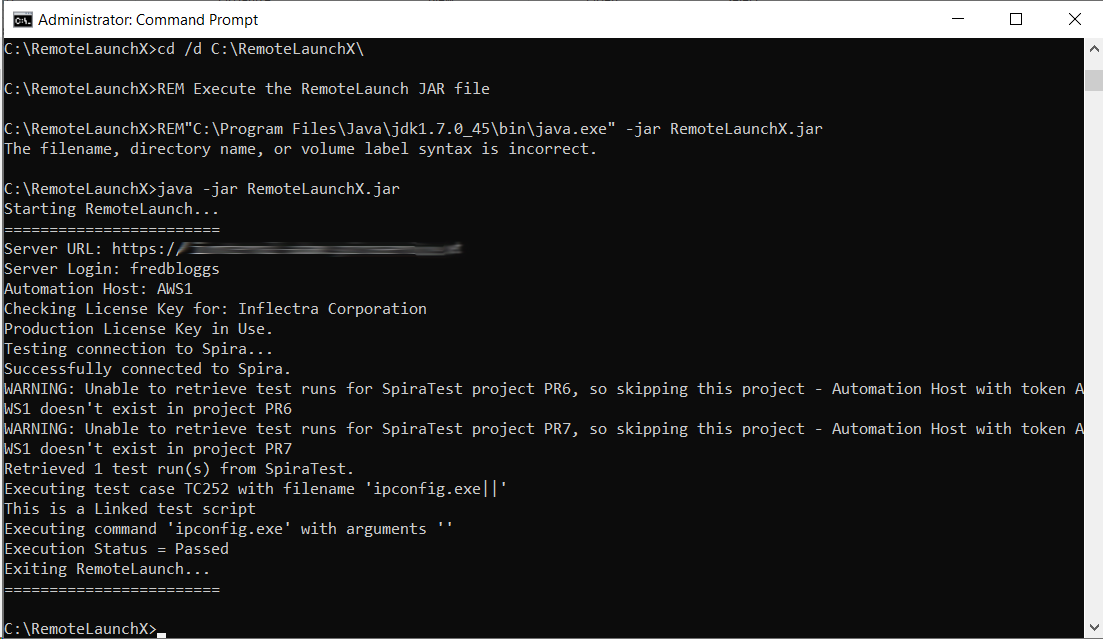 Administrator: Command Prompt
C:\RemoteLaunchX>cd /d C:\RemoteLaunchX\
C:\RemoteLaunchX>REM Execute the RemoteLaunch JAR file
C:\RemoteLaunchX>REM"C:\Program Files\Java\jdk1.7.0_45\bin\java.exe" -jar RemoteLaunchX.jar
The filename, directory name, or volume label syntax is incorrect.
C:\RemoteLaunchX>java -jar RemoteLaunchX.jar
Starting RemoteLaunch...
========================
Server URL: https://
Server Login: fredbloggs
Automation Host: AWS1
Checking License Key for: Inflectra Corporation
Production License Key in Use.
Testing connection to Spira...
Successfully connected to Spira.
WARNING: Unable to retrieve test runs for SpiraTest project PR6, so skipping this project - Automation Host with token A
WS1 doesn't exist in project PR6
WARNING: Unable to retrieve test runs for SpiraTest project PR7, so skipping this project - Automation Host with token A
WS1 doesn't exist in project PR7
Retrieved 1 test run(s) from SpiraTest.
Executing test case TC252 with filename 'ipconfig.exe||'
This is a Linked test script
Executing command 'ipconfig.exe' with arguments ''
Execution Status = Passed
Exiting RemoteLaunch...
========================
C:\RemoteLaunchX>